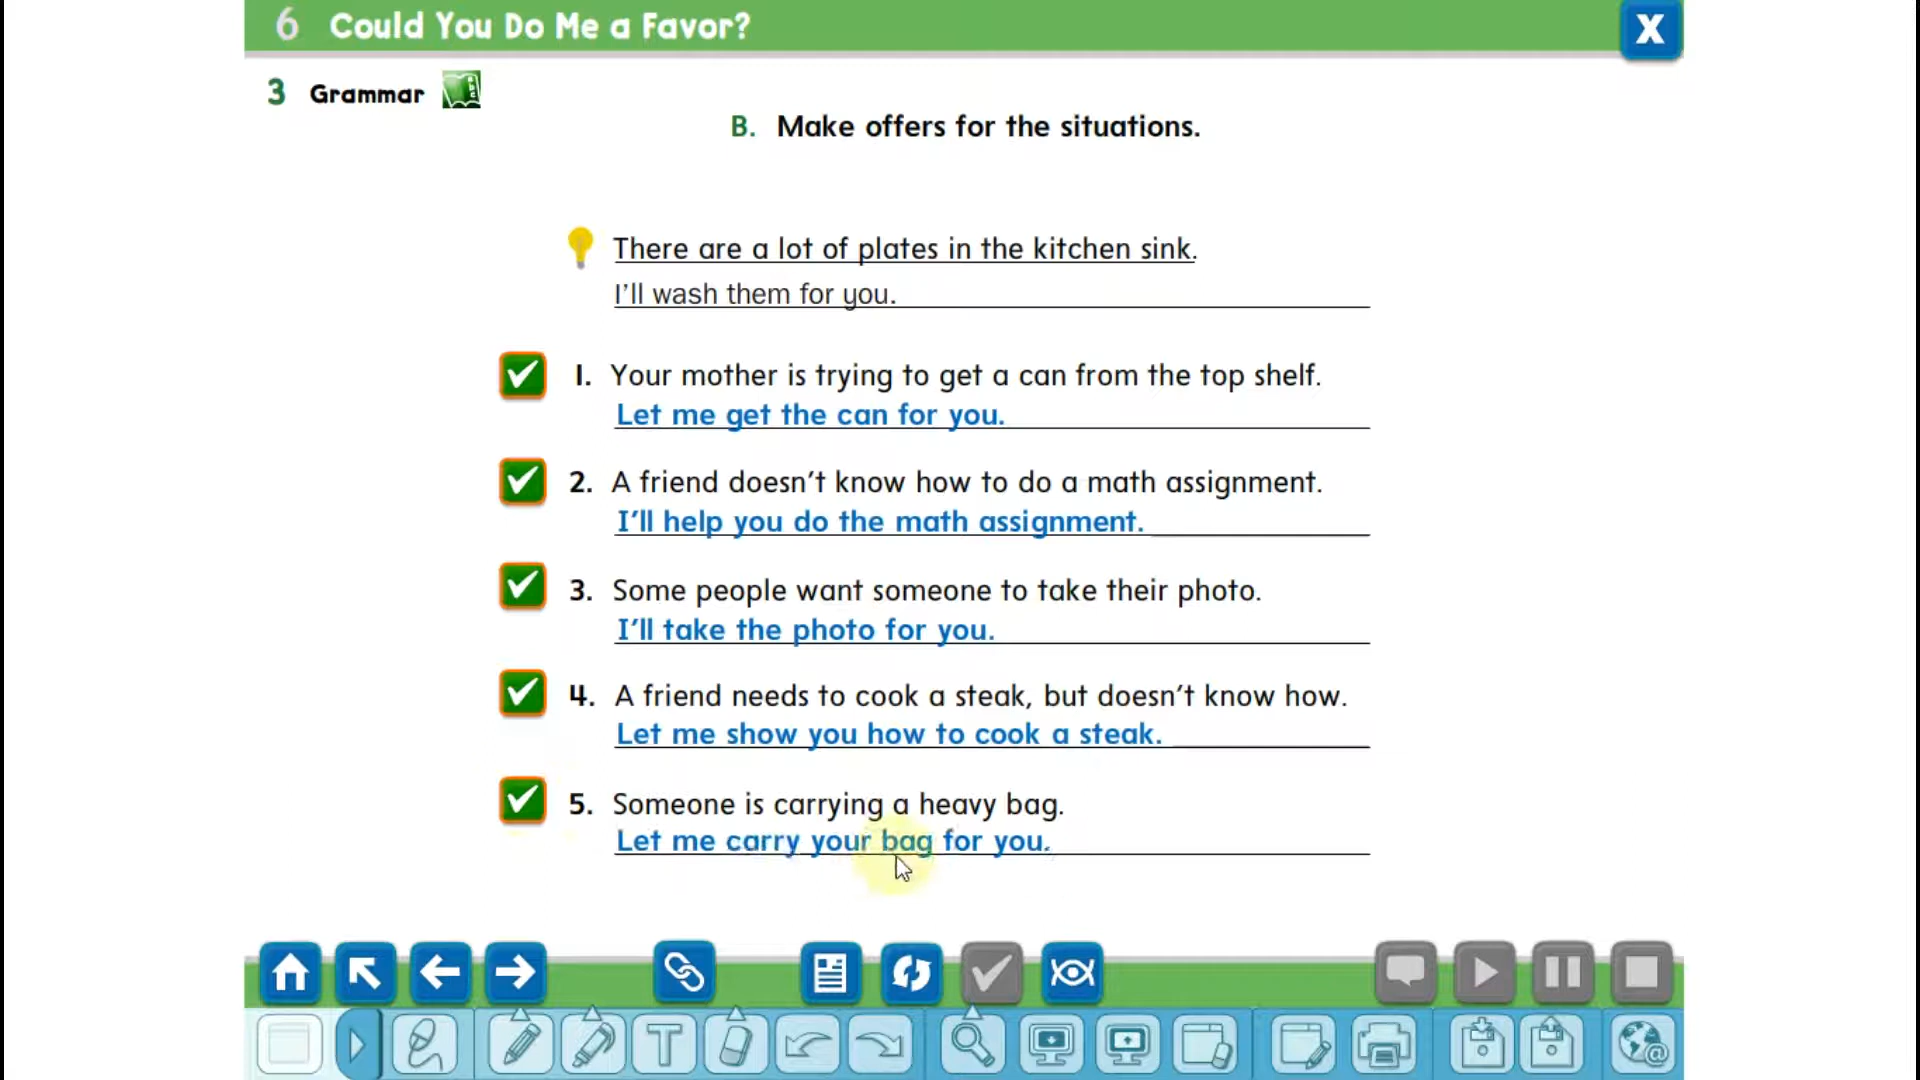 6 Could You Do Me a Favor?
X
3 Grammar
B. Make offers for the situations.
There are a lot of plates in the kitchen sink.
I'll wash them for you.
1. Your mother is trying to get a can from the top shelf.
Let me get the can for you.
2. A friend doesn't know how to do a math assignment.
I'll help you do the math assignment.
3. Some people want someone to take their photo.
I'll take the photo for you.
4. A friend needs to cook a steak, but doesn't know how.
Let me show you how to cook a steak.
5. Someone is carrying a heavy bag.
Let me carry your bag for you.
T
@